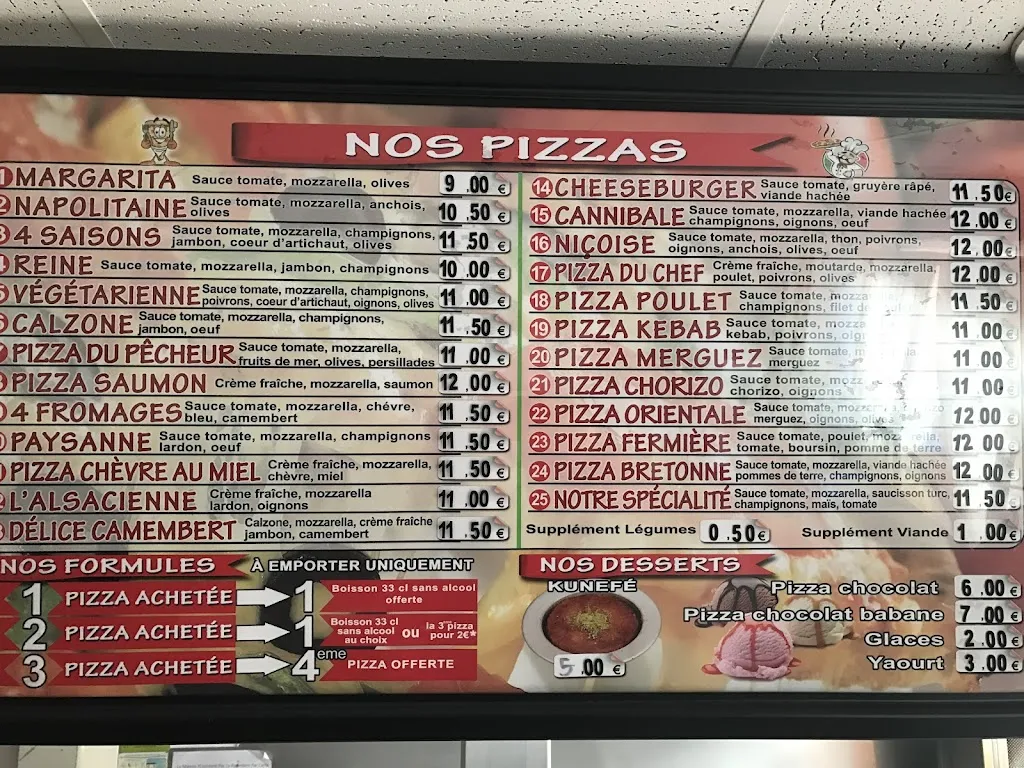 NOS PIZZAS
1 MARGARITA Sauce tomate, mozzarella, olives 9.00 €
2 NAPOLITAINE Sauce tomate, mozzarella, anchois,
olives 10.50 €
3 4 SAISONS Sauce tomate, mozzarella, champignons,
jambon, coeur d'artichaut, olives 11.50 €
REINE Sauce tomate, mozzarella, jambon, champignons 10.00 €
VÉGÉTARIENNE Sauce tomate, mozzarella, champignons,
poivrons, coeur d'artichaut, oignons, olives 11.00 €
CALZONE Sauce tomate, mozzarella, champignons,
jambon, oeuf 11.50 €
PIZZA DU PÊCHEUR Sauce tomate, mozzarella,
fruits de mer, olives, persillades 11.00 €
PIZZA SAUMON Crème fraîche, mozzarella, saumon 12.00 €
4 FROMAGES Sauce tomate, mozzarella, chévre,
bleu, camembert 11.50 €
PAYSANNE Sauce tomate, mozzarella, champignons
lardon, oeuf 11.50 €
PIZZA CHÈVRE AU MIEL Crème fraîche, mozzarella,
chèvre, miel 11.50 €
L'ALSACIENNE Crème fraîche, mozzarella
lardon, oignons 11.00 €
DÉLICE CAMEMBERT Calzone, mozzarella, crème fraîche
jambon, camembert 11.50 €
14 CHEESEBURGER Sauce tomate, gruyère râpé,
viande hachée 11.50 €
15 CANNIBALE Sauce tomate, mozzarella, viande hachée
champignons, oignons, oeuf 12.00 €
16 NIÇOISE Sauce tomate, mozzarella, thon, poivrons,
oignons, anchois, olives, oeuf 12.00 €
17 PIZZA DU CHEF Crème fraîche, moutarde, mozzarella,
poulet, poivrons, olives 12.00 €
18 PIZZA POULET Sauce tomate,
champignons, filet 11 50 €
19 PIZZA KEBAB Sauce tomate,
kebab, poivrons, 11 00 €
20 PIZZA MERGUEZ Sauce tomate,
merguez 11 00 €
21 PIZZA CHORIZO Sauce tomate,
chorizo, oignons 11 00 €
22 PIZZA ORIENTALE Sauce tomate,
merguez, oignons, olives 12 00 €
23 PIZZA FERMIÈRE Sauce tomate, poulet, mozzarella,
tomate, boursin, pomme de terre 12 00 €
24 PIZZA BRETONNE Sauce tomate, mozzarella, viande hachée
pommes de terre, champignons, oignons 12 00 €
25 NOTRE SPÉCIALITÉ Sauce tomate, mozzarella, saucisson turc,
champignons, maïs, tomate 11.50 €
Supplément Légumes 0.50 € Supplément Viande 1.00 €
NOS FORMULES À EMPORTER UNIQUEMENT
1 PIZZA ACHETÉE 1 Boisson 33 cl sans alcool
offerte
2 PIZZA ACHETÉE 1 Boisson 33 cl
sans alcool
au choix OU la 3e pizza
pour 2€*
3 PIZZA ACHETÉE 4eme PIZZA OFFERTE
NOS DESSERTS
KUNEFÉ
5.00 €
Pizza chocolat 6.00 €
Pizza chocolat babane 7.00 €
Glaces 2.00 €
Yaourt 3.00 €